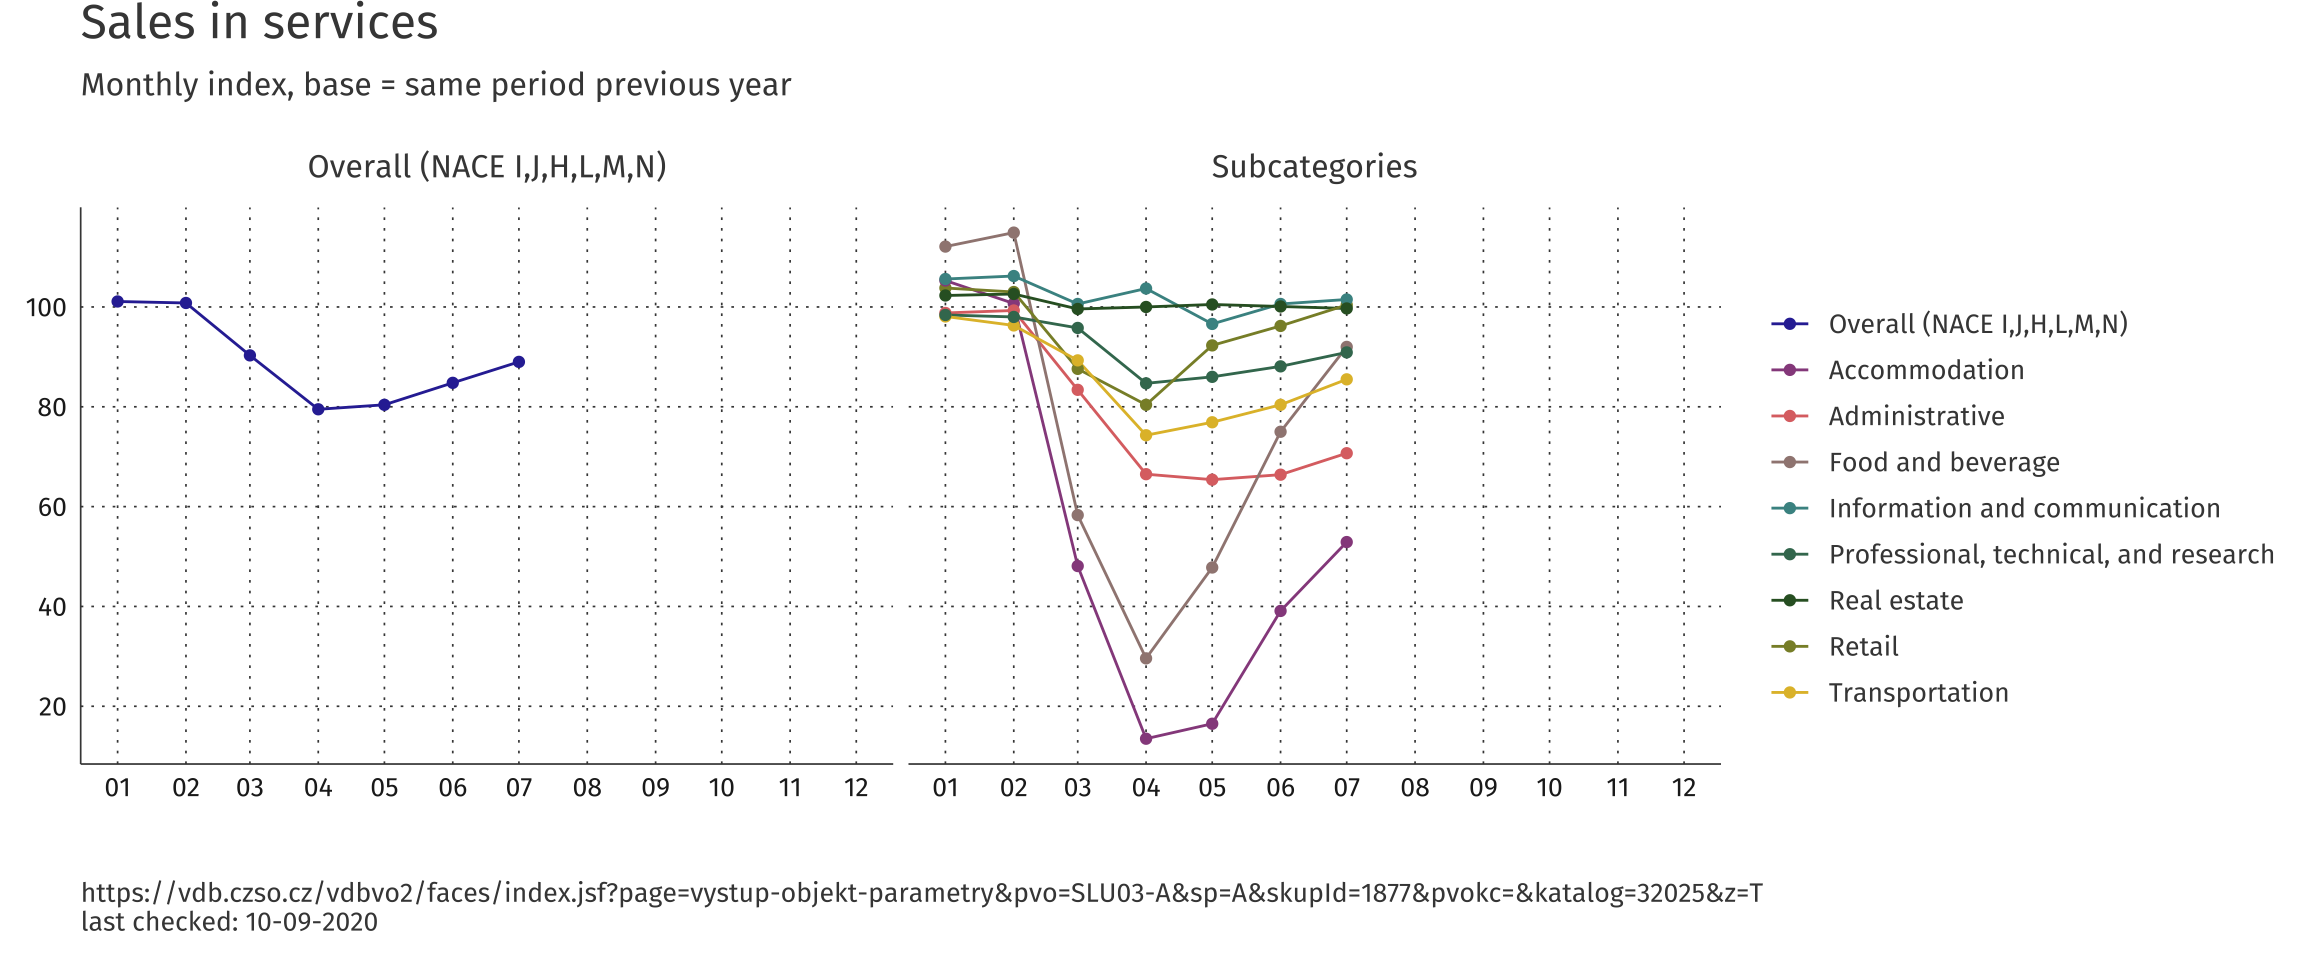 Sales in services
Monthly index, base = same period previous year
Overall (NACE I,J,H,L,M,N)
Subcategories
100
80
60
40
20
01 02 03 04 05 06 07 08 09 10 11 12
01 02 03 04 05 06 07 08 09 10 11 12
Overall (NACE I,J,H,L,M,N)
Accommodation
Administrative
Food and beverage
Information and communication
Professional, technical, and research
Real estate
Retail
Transportation
https://vdb.czso.cz/vdbvo2/faces/index.jsf?page=vystup-objekt-parametry&pvo=SLU03-A&sp=A&skupId=1877&pvokc=&katalog=32025&z=T
last checked: 10-09-2020